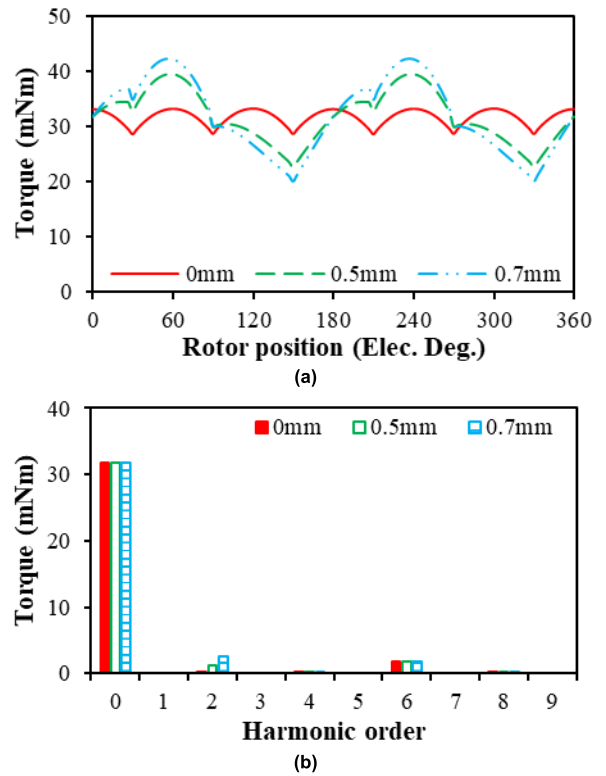 50
40
30
20
10
0
Torque (mNm)
0mm 0.5mm 0.7mm
0 60 120 180 240 300 360
Rotor position (Elec. Deg.)
(a)
40
30
20
10
0
Torque (mNm)
0mm 0.5mm 0.7mm
0 1 2 3 4 5 6 7 8 9
Harmonic order
(b)